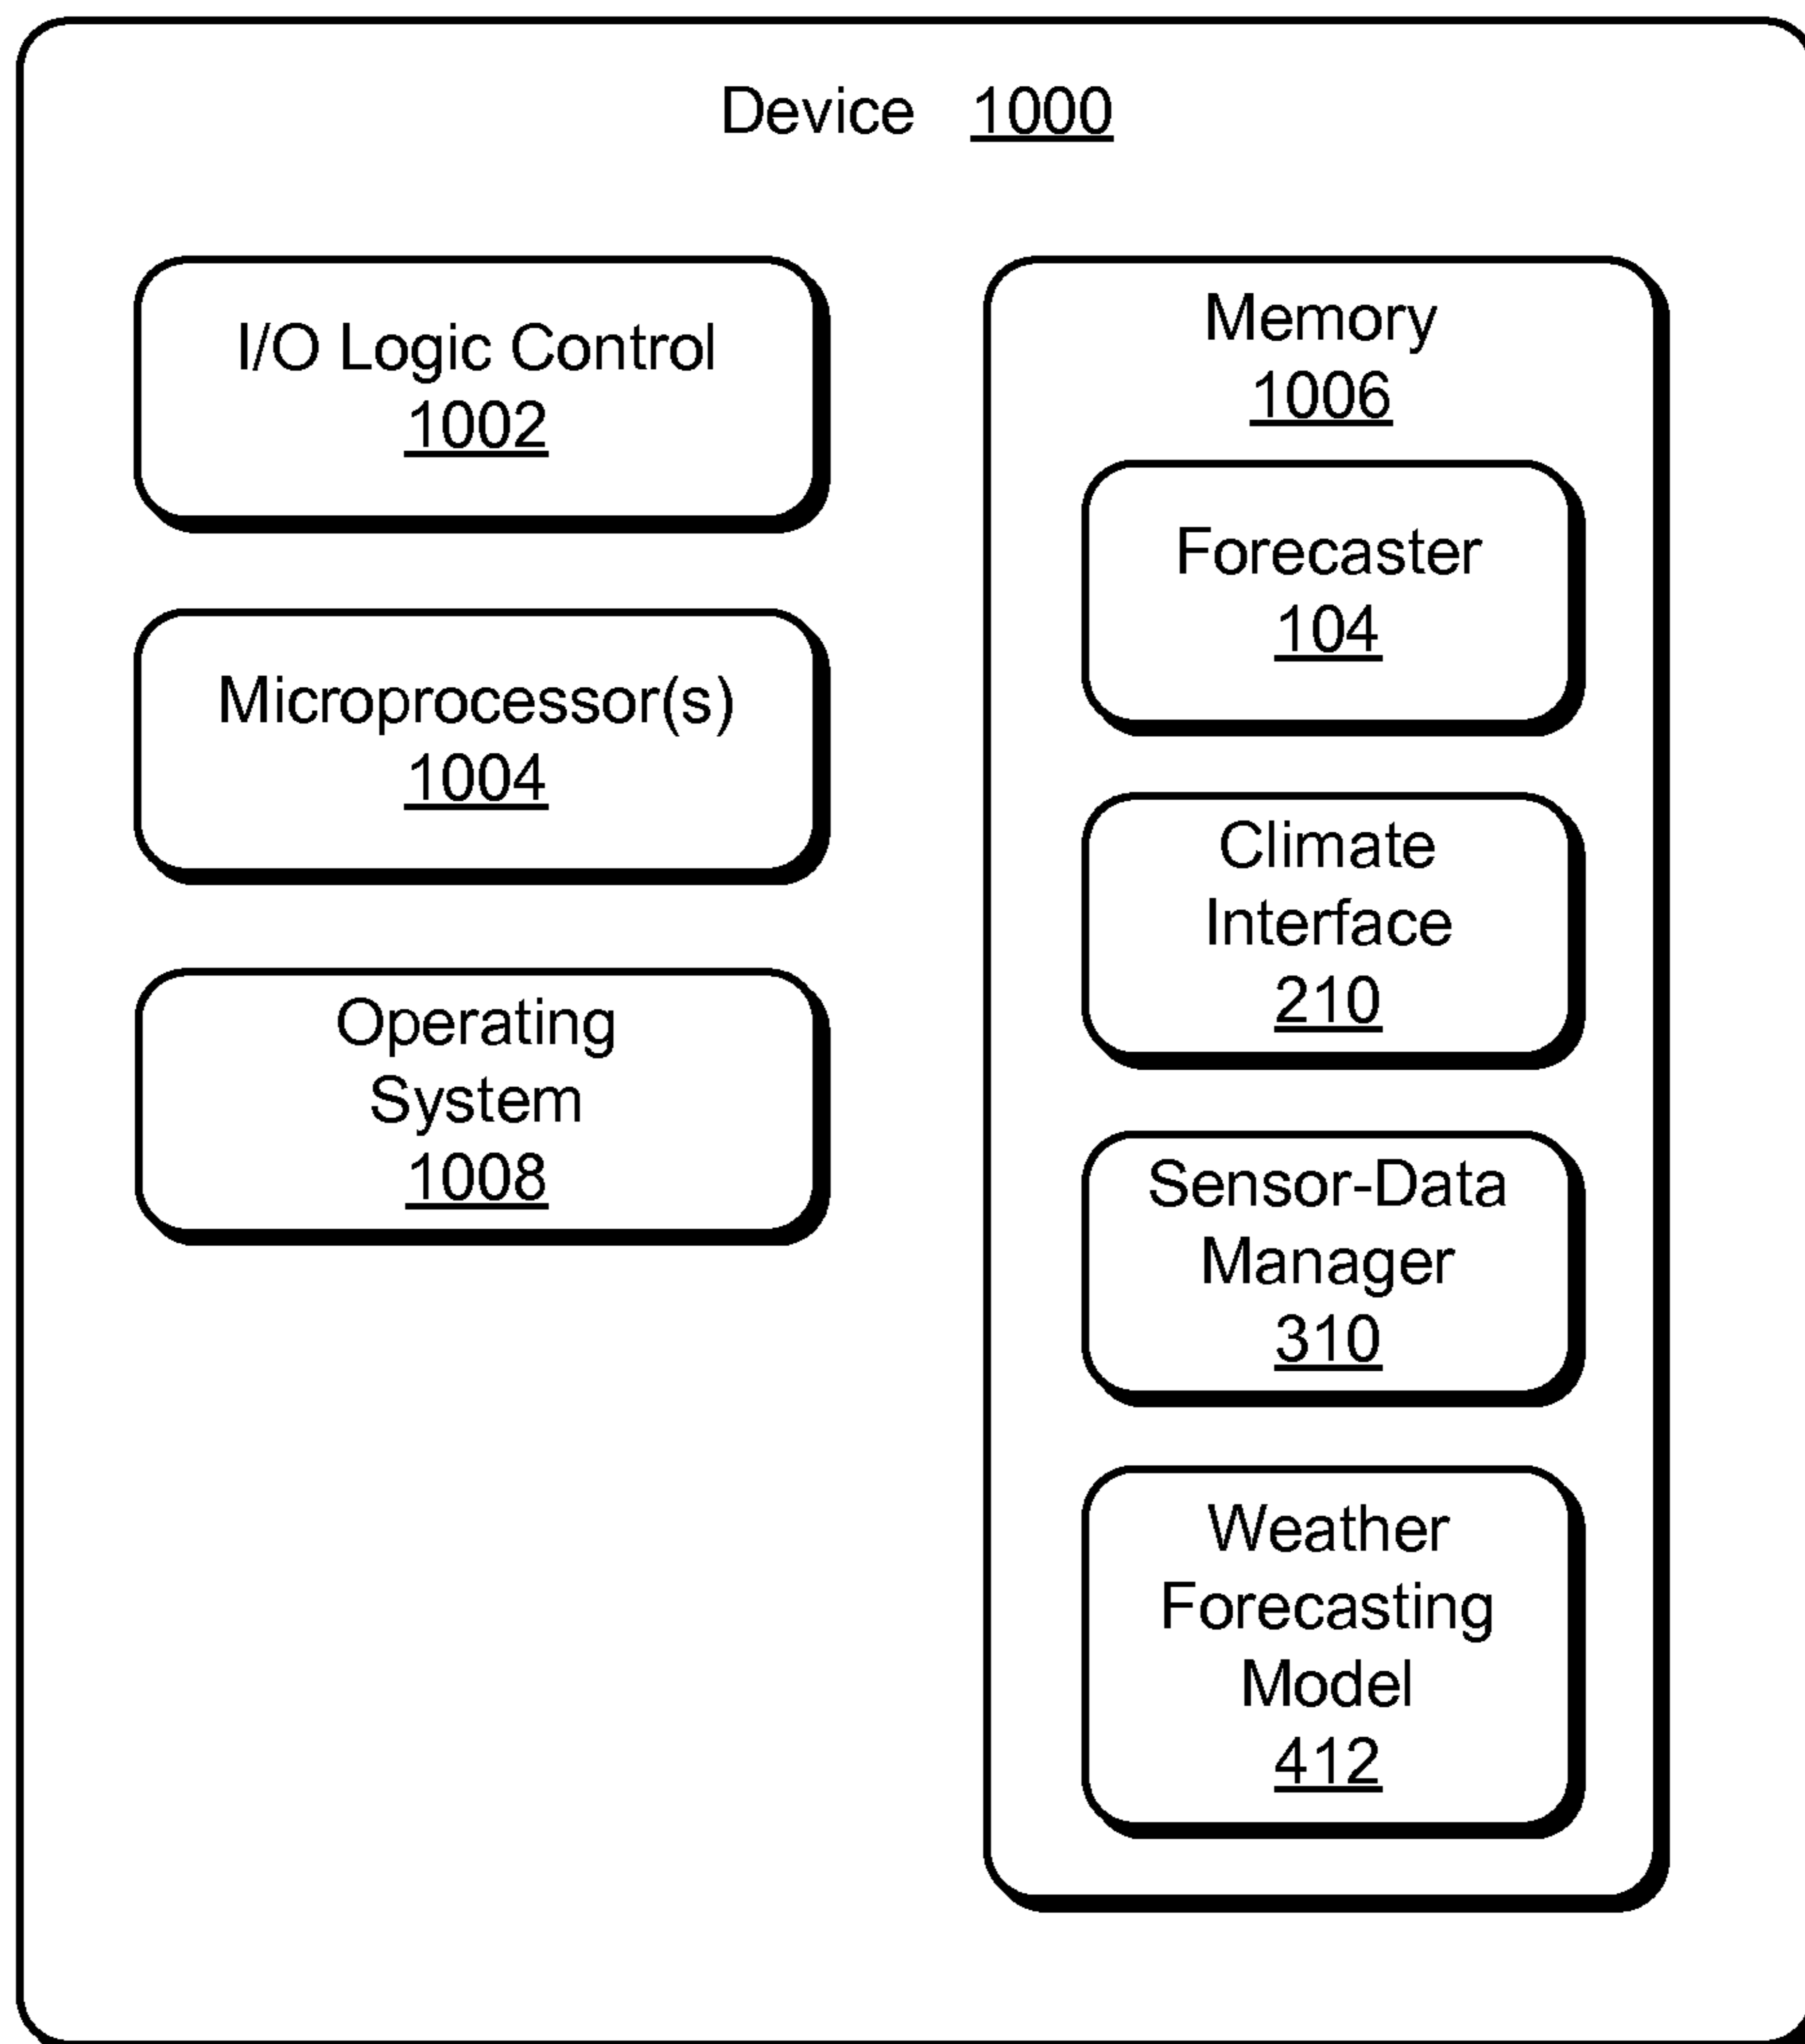 Device 1000
I/O Logic Control
1002
Microprocessor(s)
1004
Operating
System
1008
Memory
1006
Forecaster
104
Climate
Interface
210
Sensor-Data
Manager
310
Weather
Forecasting
Model
412